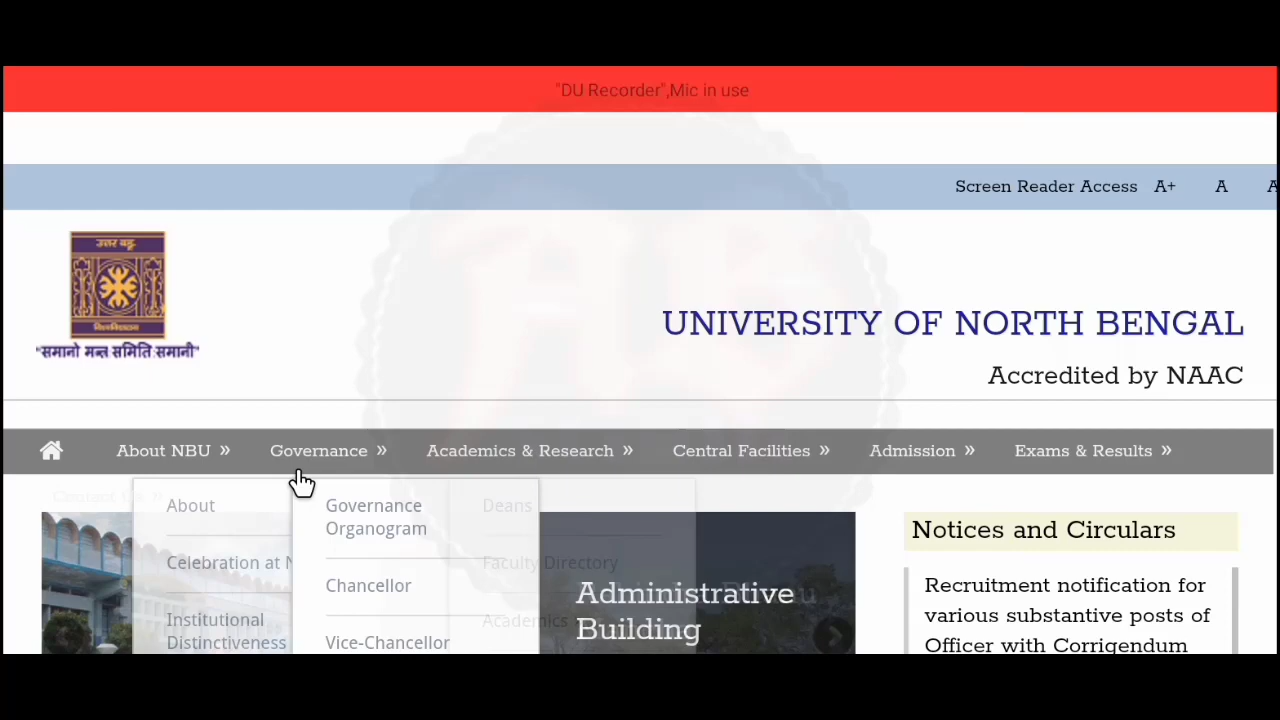 "DU Recorder",Mic in use
Screen Reader Access A+ A
उत्तर बङ्ग
विश्वविद्यालय
"समानो मन्त्र समिति समानी"
UNIVERSITY OF NORTH BENGAL
Accredited by NAAC
About NBU » Governance » Academics & Research » Central Facilities » Admission » Exams & Results »
About
Celebration at N
Institutional
Distinctiveness
Governance
Organogram
Chancellor
Vice-Chancellor
Deans
Faculty Directory
Academics
Administrative
Building
Notices and Circulars
Recruitment notification for
various substantive posts of
Officer with Corrigendum